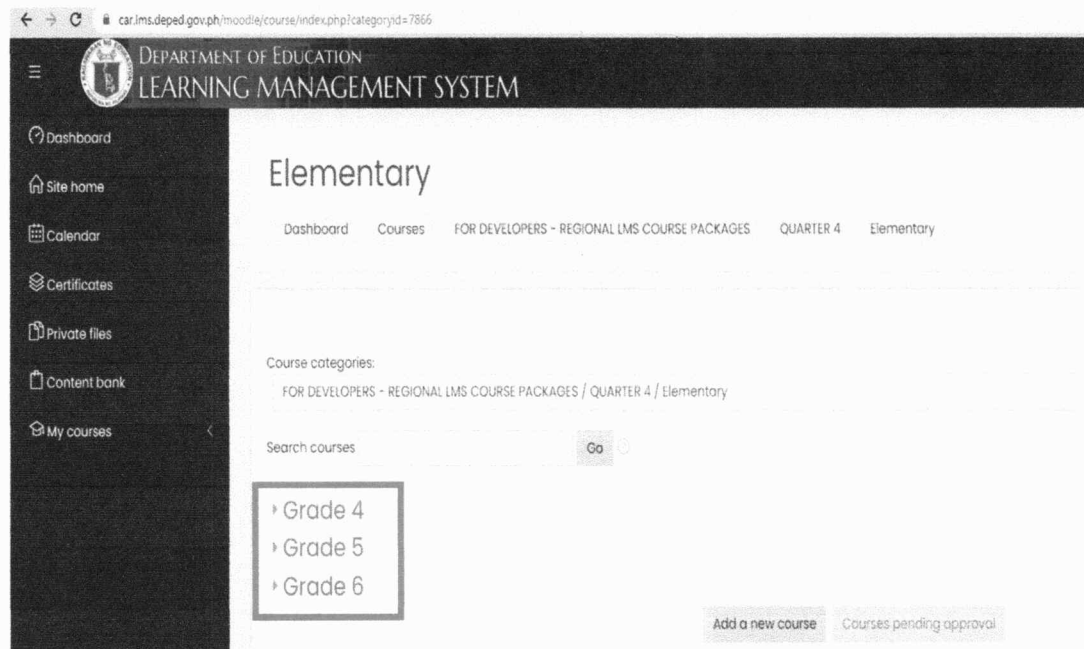 car.lms.deped.gov.ph/moodle/course/index.php?categoryid=7866
DEPARTMENT OF EDUCATION
LEARNING MANAGEMENT SYSTEM
Dashboard
Site home
Calendar
Certificates
Private files
Content bank
My courses
Elementary
Dashboard Courses FOR DEVELOPERS - REGIONAL LMS COURSE PACKAGES QUARTER 4 Elementary
Course categories:
FOR DEVELOPERS - REGIONAL LMS COURSE PACKAGES / QUARTER 4 / Elementary
Search courses Go
Grade 4
Grade 5
Grade 6
Add a new course Courses pending approval